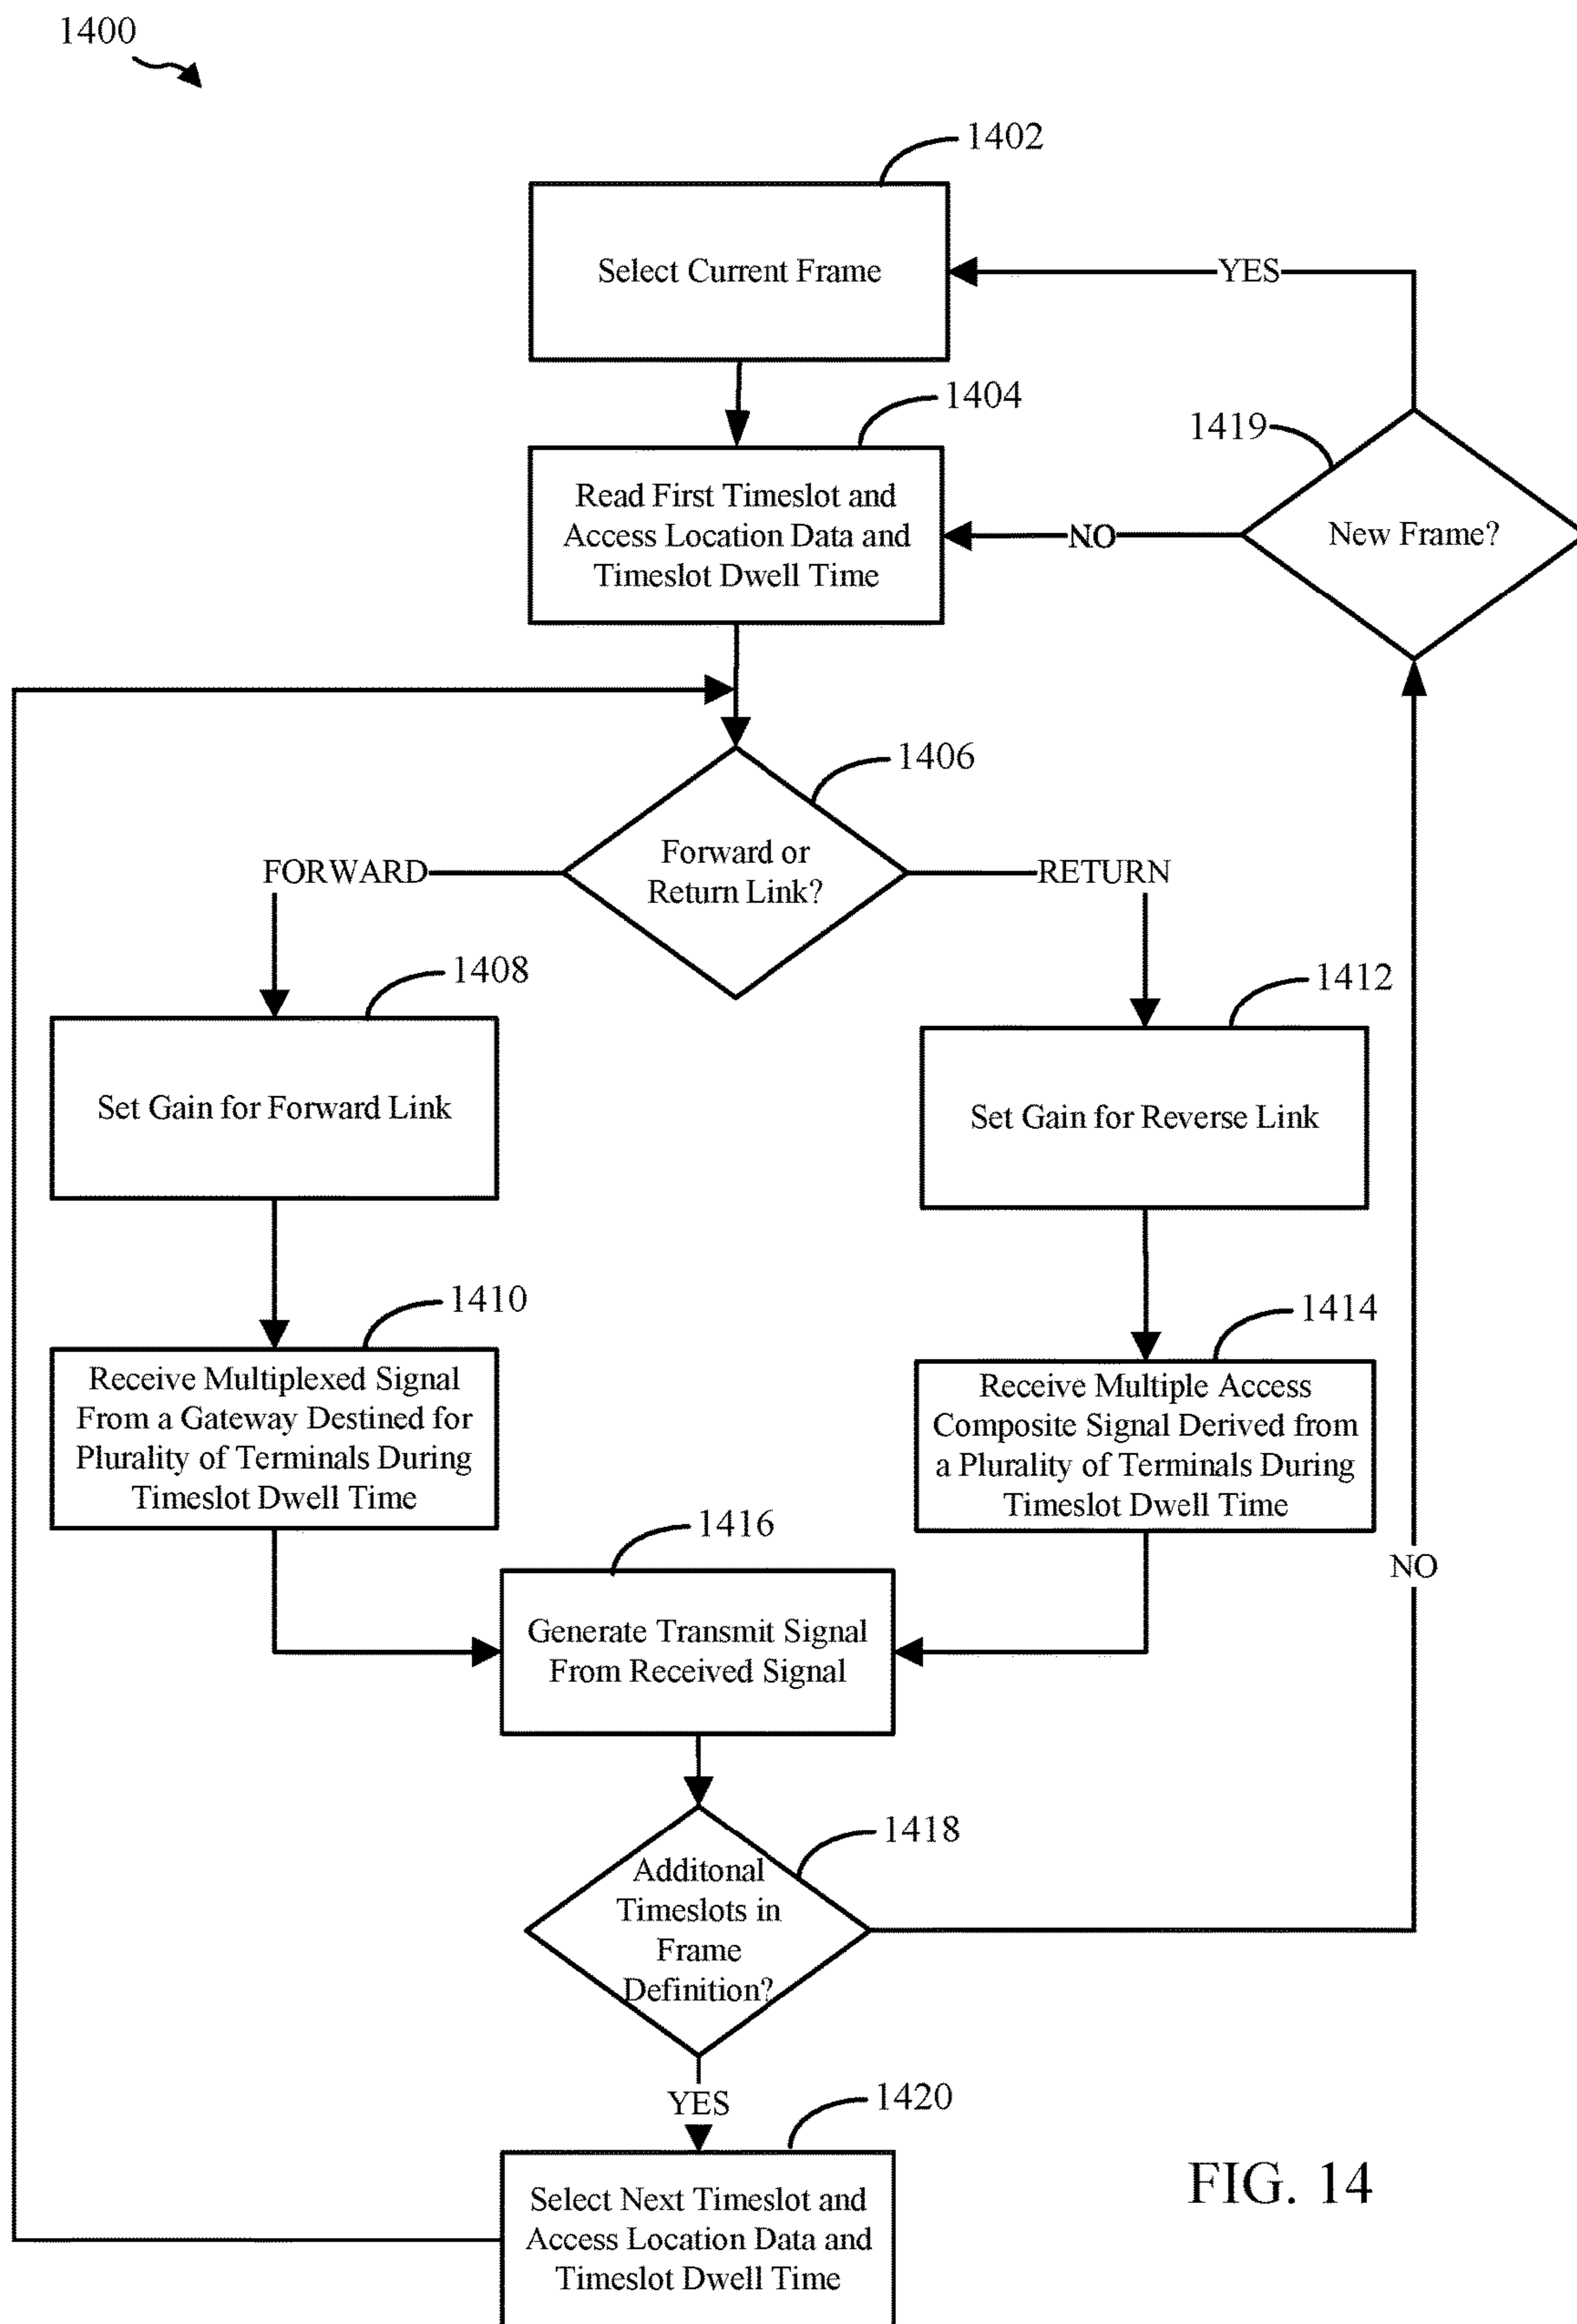 1400
1402
Select Current Frame
YES
1404
1419
Read First Timeslot and
Access Location Data and
Timeslot Dwell Time
NO
New Frame?
1406
Forward or
Return Link?
FORWARD
RETURN
1408
1412
Set Gain for Forward Link
Set Gain for Reverse Link
1410
1414
Receive Multiplexed Signal
From a Gateway Destined for
Plurality of Terminals During
Timeslot Dwell Time
Receive Multiple Access
Composite Signal Derived from
a Plurality of Terminals During
Timeslot Dwell Time
1416
NO
Generate Transmit Signal
From Received Signal
1418
Additonal
Timeslots in
Frame
Definition?
YES
1420
Select Next Timeslot and
Access Location Data and
Timeslot Dwell Time
FIG. 14